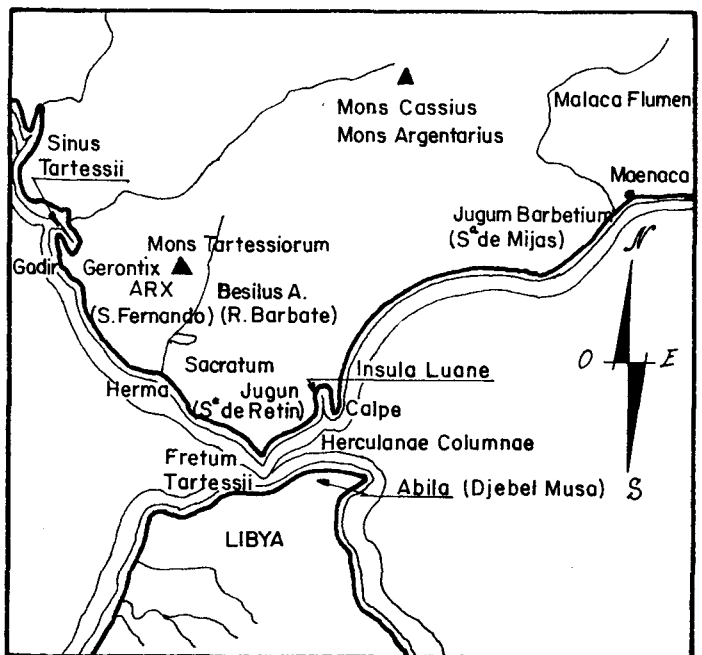 Mons Cassius
Mons Argentarius
Malaca Flumen
Sinus
Tartessii
Maenaca
Jugum Barbetium
(Sª de Mijas)
N
Mons Tartessiorum
Gadir
Gerontix
ARX
(S. Fernando)
Besilus A.
(R. Barbate)
O
E
Sacratum
Jugun
(Sª de Retin)
Insula Luane
Herma
Calpe
Herculanae Columnae
Fretum
Tartessii
Abila (Djebel Musa)
S
LIBYA